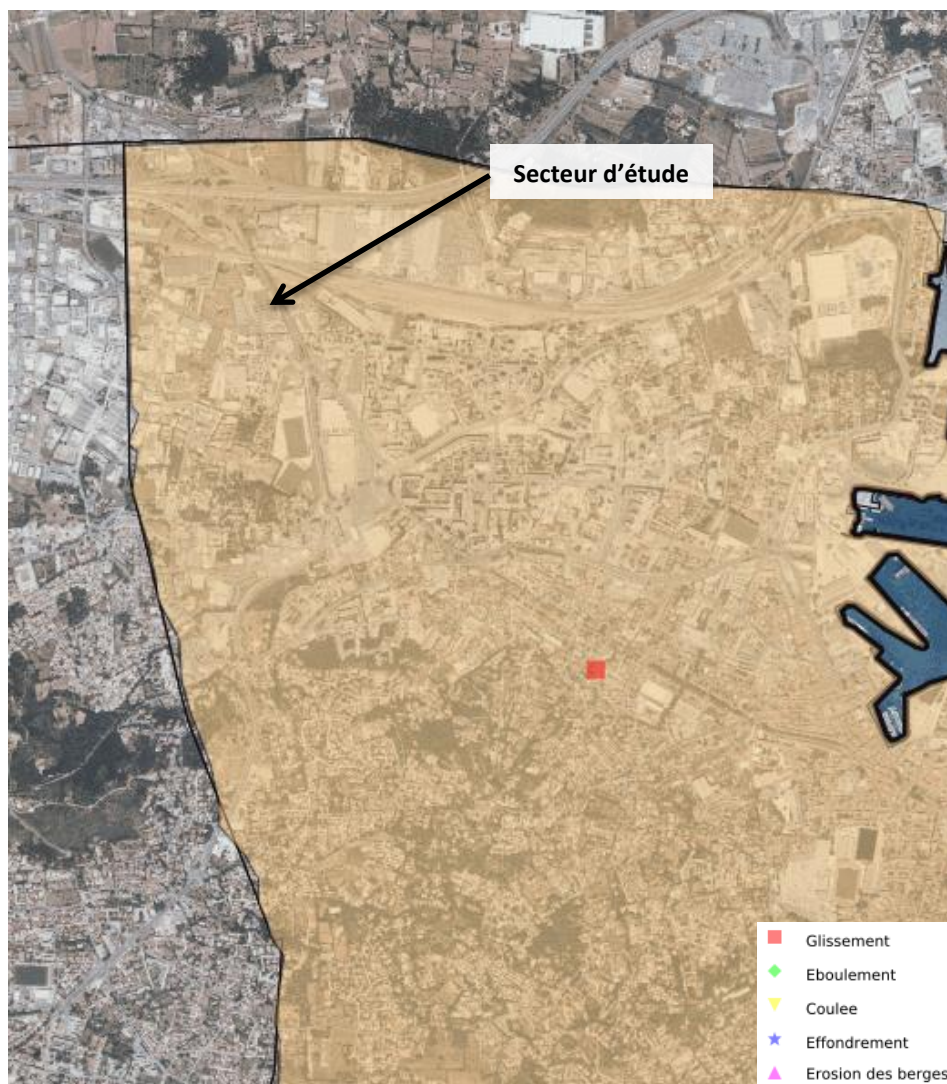 Secteur d’étude
Glissement
Eboulement
Coulee
Effondrement
Erosion des berges